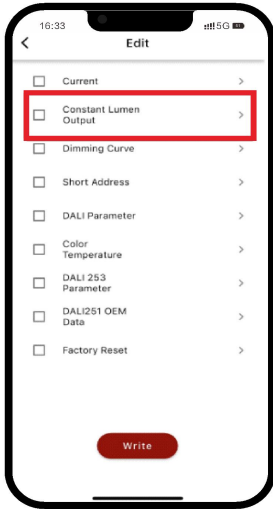 16:33
5G
Edit
Current
Constant Lumen
Output
Dimming Curve
Short Address
DALI Parameter
Color
Temperature
DALI 253
Parameter
DALI251 OEM
Data
Factory Reset
Write